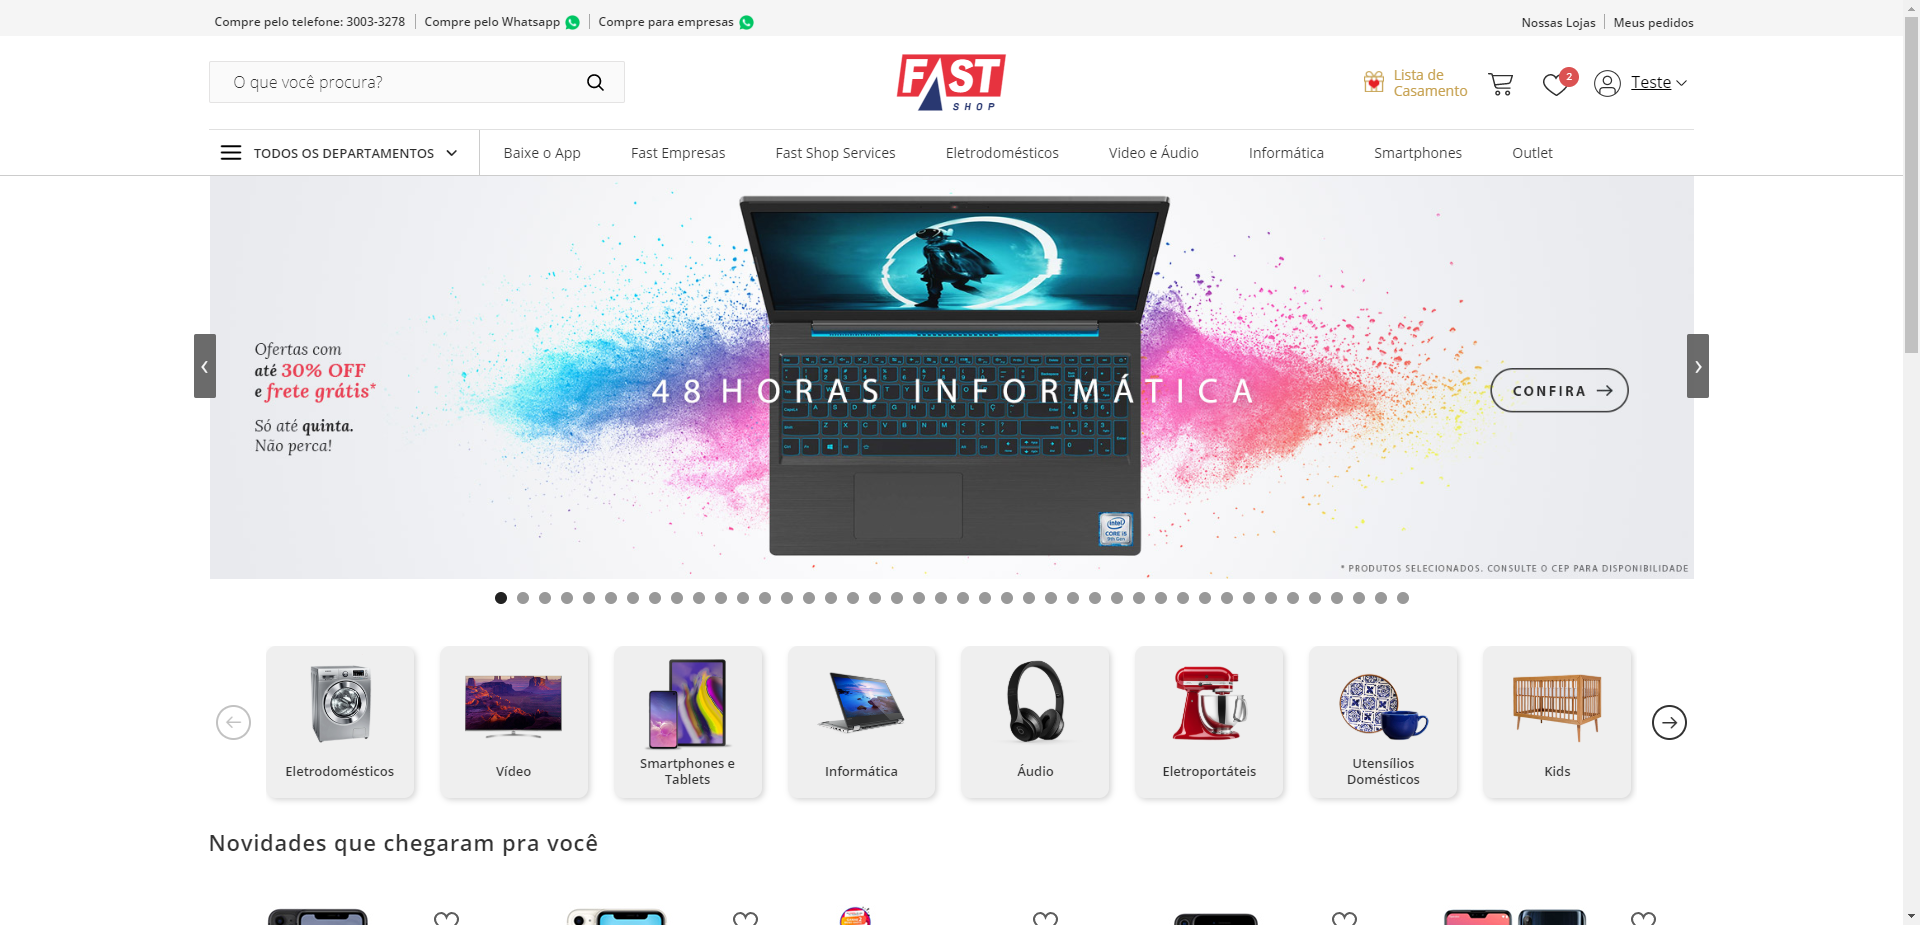 Compre pelo telefone: 3003-3278
Compre pelo Whatsapp
Compre para empresas
Nossas Lojas
Meus pedidos
O que você procura?
FAST
SHOP
Lista de
Casamento
2
Teste
TODOS OS DEPARTAMENTOS
Baixe o App
Fast Empresas
Fast Shop Services
Eletrodomésticos
Video e Áudio
Informática
Smartphones
Outlet
Ofertas com
até 30% OFF
e frete grátis*
Só até quinta.
Não perca!
48 HORAS INFORMÁTICA
CONFIRA
intel
CORE i5
* PRODUTOS SELECIONADOS. CONSULTE O CEP PARA DISPONIBILIDADE
Eletrodomésticos
Vídeo
Smartphones e
Tablets
Informática
Áudio
Eletroportáteis
Utensílios
Domésticos
Kids
Novidades que chegaram pra você